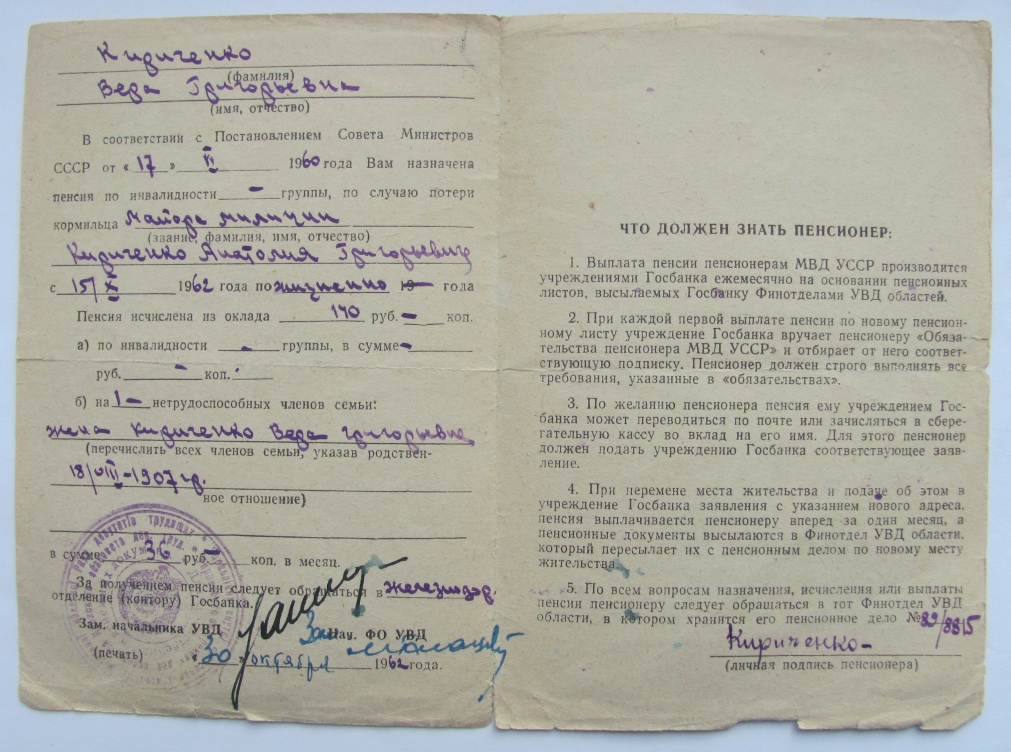 Кириченко
(фамилия)
Вера Григорьевна
(имя, отчество)
В соответствии с Постановлением Совета Министров
СССР от «17» VI 1960 года Вам назначена
пенсия по инвалидности — группы, по случаю потери
кормильца Майора милиции
(звание, фамилия, имя, отчество)
Кириченко Анатолия Григорьевич
с 15/X 1962 года пожизненно 19— года
Пенсия исчислена из оклада 140 руб. — коп.
а) по инвалидности - группы, в сумме -
руб. - коп.
б) на 1- нетрудоспособных членов семьи:
жена Кириченко Вера Григорьевна
(перечислить всех членов семьи, указав родствен-
18/VIII-1907 г.р.
ное отношение)
в сумме 36 руб. — коп. в месяц.
За получением пенсии следует обращаться в Железнодор.
отделение (контору) Госбанка.
Зам. начальника УВД
Зам Нач. ФО УВД
(печать) «30» октября 1962 года.
ЧТО ДОЛЖЕН ЗНАТЬ ПЕНСИОНЕР:
1. Выплата пенсии пенсионерам МВД УССР производится
учреждениями Госбанка ежемесячно на основании пенсионных
листов, высылаемых Госбанку Финотделами УВД областей.
2. При каждой первой выплате пенсии по новому пенсион-
ному листу учреждение Госбанка вручает пенсионеру «Обяза-
тельства пенсионера МВД УССР» и отбирает от него соответ-
ствующую подписку. Пенсионер должен строго выполнять все
требования, указанные в «обязательствах».
3. По желанию пенсионера пенсия ему учреждением Гос-
банка может переводиться по почте или зачисляться в сбере-
гательную кассу во вклад на его имя. Для этого пенсионер
должен подать учреждению Госбанка соответствующее заяв-
ление.
4. При перемене места жительства и подаче об этом в
учреждение Госбанка заявления с указанием нового адреса,
пенсия выплачивается пенсионеру вперед за один месяц, а
пенсионные документы высылаются в Финотдел УВД области,
который пересылает их с пенсионным делом по новому месту
жительства.
5. По всем вопросам назначения, исчисления или выплаты
пенсии пенсионеру следует обращаться в тот Финотдел УВД
области, в котором хранится его пенсионное дело № 29/8815
Кириченко-
(личная подпись пенсионера)